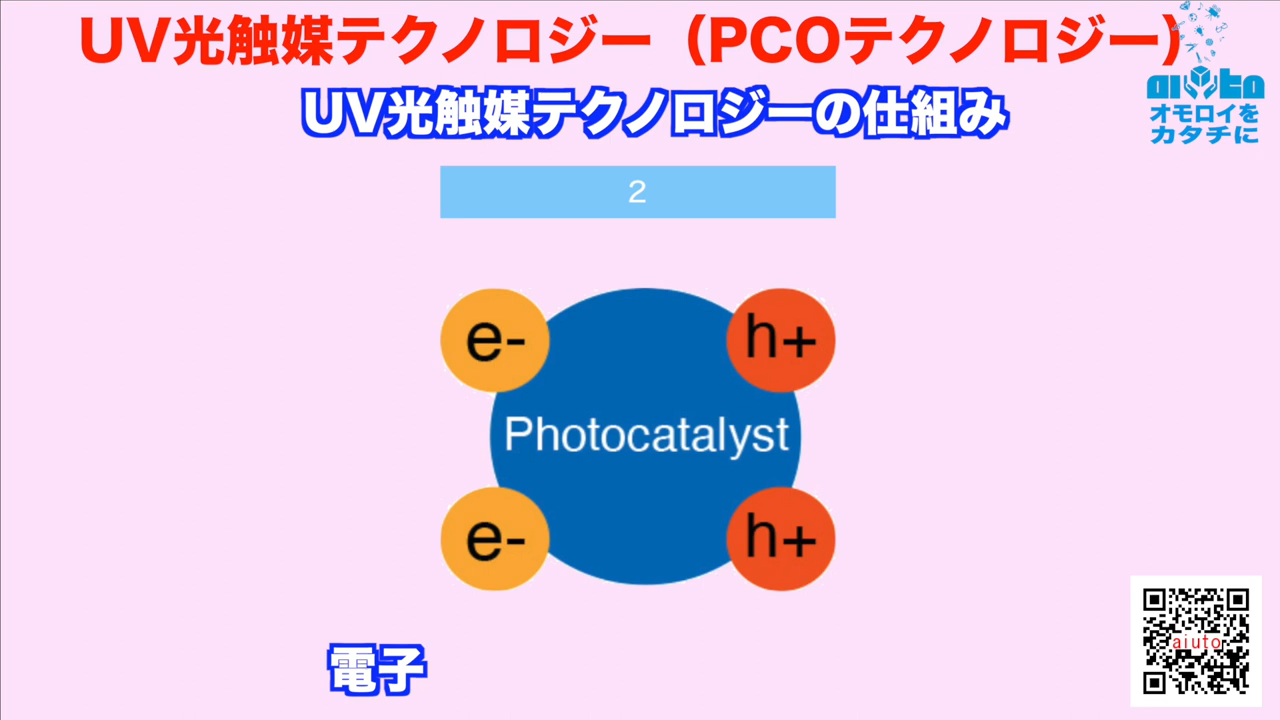 UV光触媒テクノロジー（PCOテクノロジー）
aiuto
オモロイを
カタチに
UV光触媒テクノロジーの仕組み
2
e-
h+
Photocatalyst
e-
h+
電子
aiuto